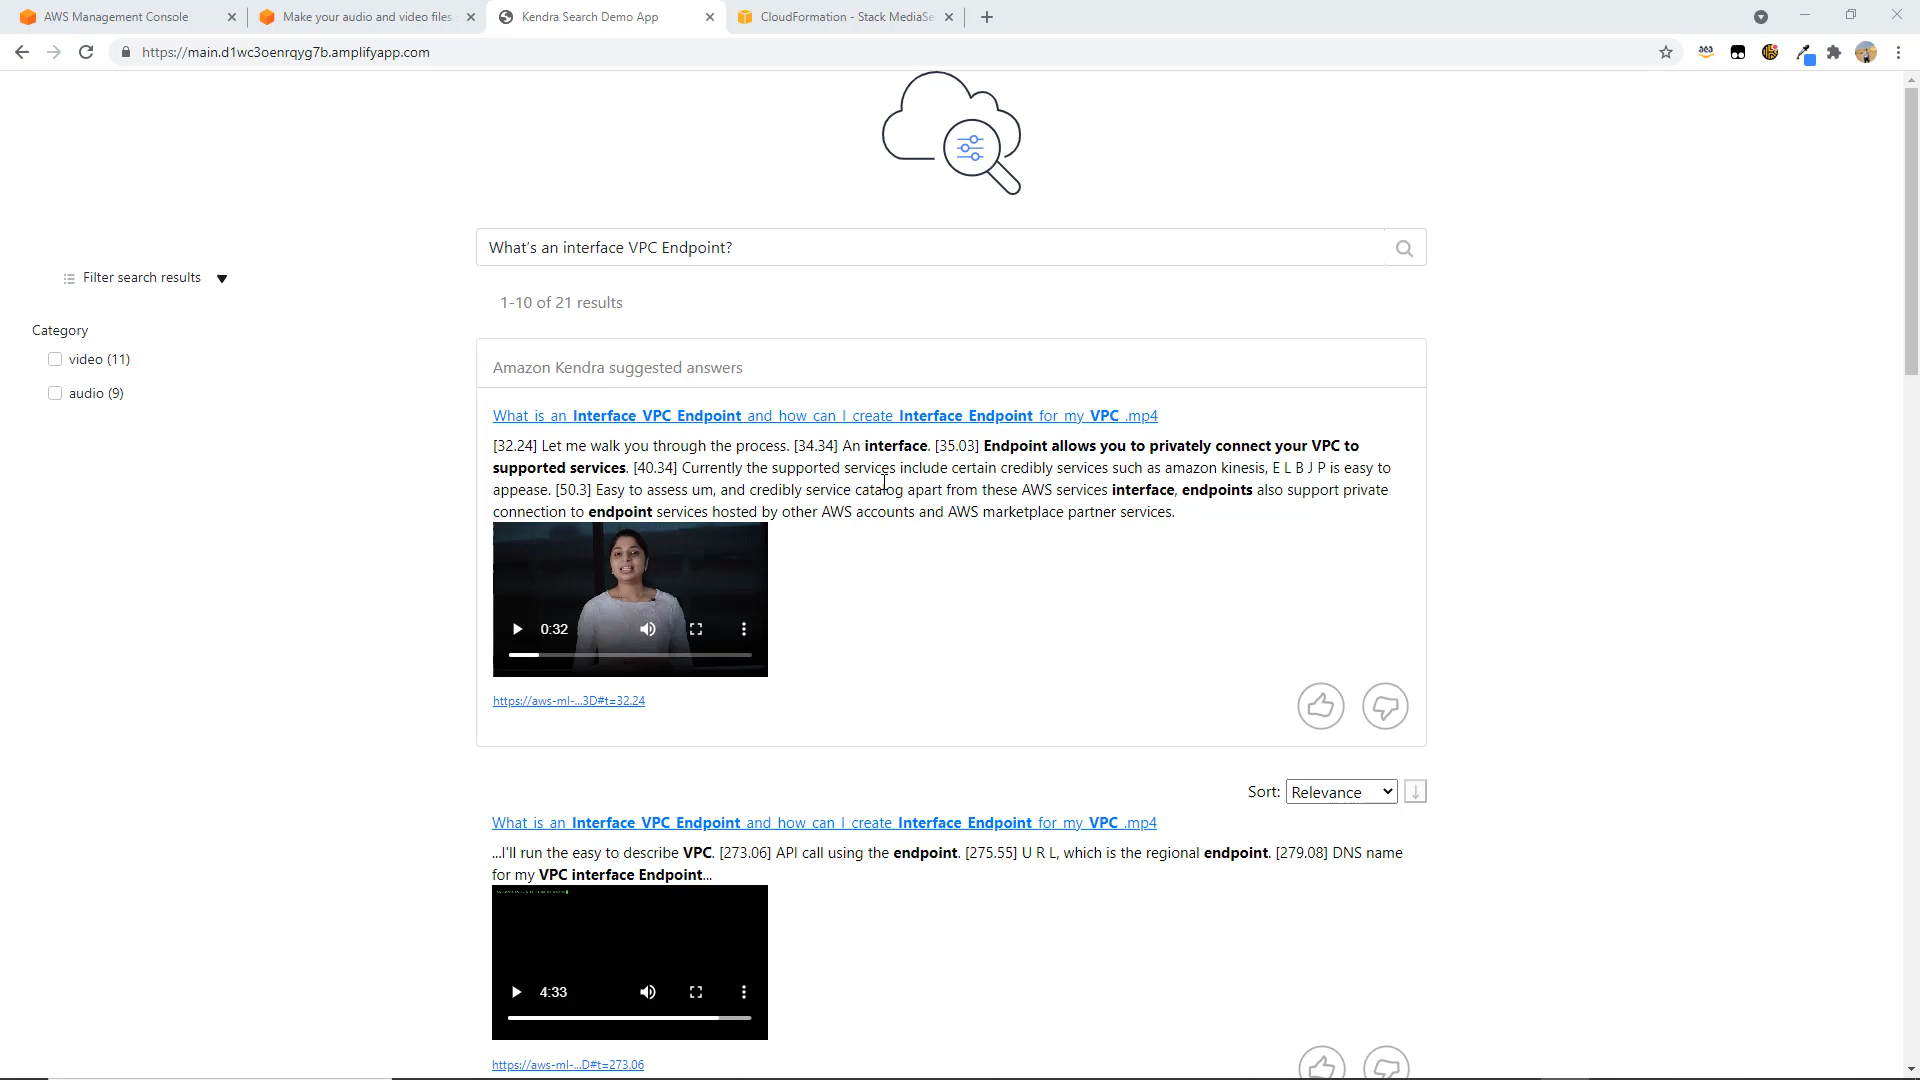 AWS Management Console
Make your audio and video files
Kendra Search Demo App
CloudFormation - Stack MediaSe
https://main.d1wc3oenrqyg7b.amplifyapp.com
What's an interface VPC Endpoint?
Filter search results
1-10 of 21 results
Category
video (11)
audio (9)
Amazon Kendra suggested answers
What is an Interface VPC Endpoint and how can I create Interface Endpoint for my VPC .mp4
[32.24] Let me walk you through the process. [34.34] An interface. [35.03] Endpoint allows you to privately connect your VPC to
supported services. [40.34] Currently the supported services include certain credibly services such as amazon kinesis, E L B J P is easy to
appease. [50.3] Easy to assess um, and credibly service catalog apart from these AWS services interface, endpoints also support private
connection to endpoint services hosted by other AWS accounts and AWS marketplace partner services.
0:32
https://aws-ml-...3D#t=32.24
Sort: Relevance
What is an Interface VPC Endpoint and how can I create Interface Endpoint for my VPC .mp4
...I'll run the easy to describe VPC. [273.06] API call using the endpoint. [275.55] U R L, which is the regional endpoint. [279.08] DNS name
for my VPC interface Endpoint...
4:33
https://aws-ml-...D#t=273.06